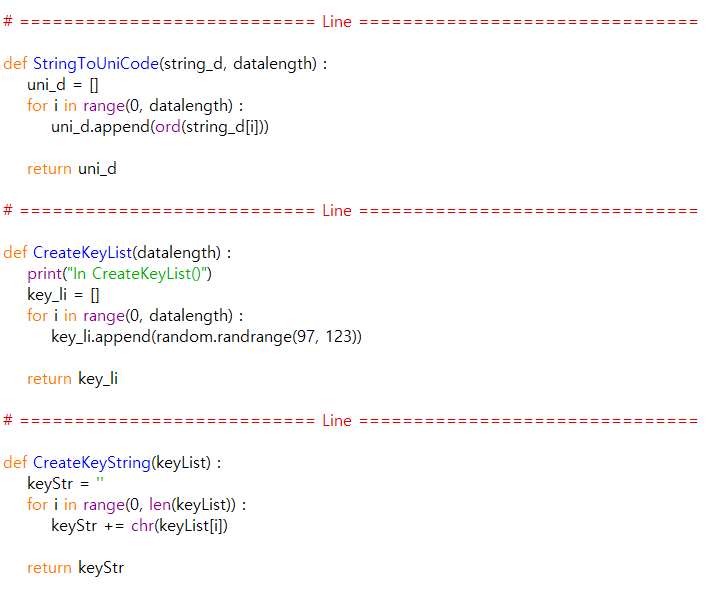 # =========================== Line ===============================
def StringToUniCode(string_d, datalength) :
uni_d = []
for i in range(0, datalength) :
uni_d.append(ord(string_d[i]))
return uni_d
# =========================== Line ===============================
def CreateKeyList(datalength) :
print("In CreateKeyList()")
key_li = []
for i in range(0, datalength) :
key_li.append(random.randrange(97, 123))
return key_li
# =========================== Line ===============================
def CreateKeyString(keyList) :
keyStr = ''
for i in range(0, len(keyList)) :
keyStr += chr(keyList[i])
return keyStr